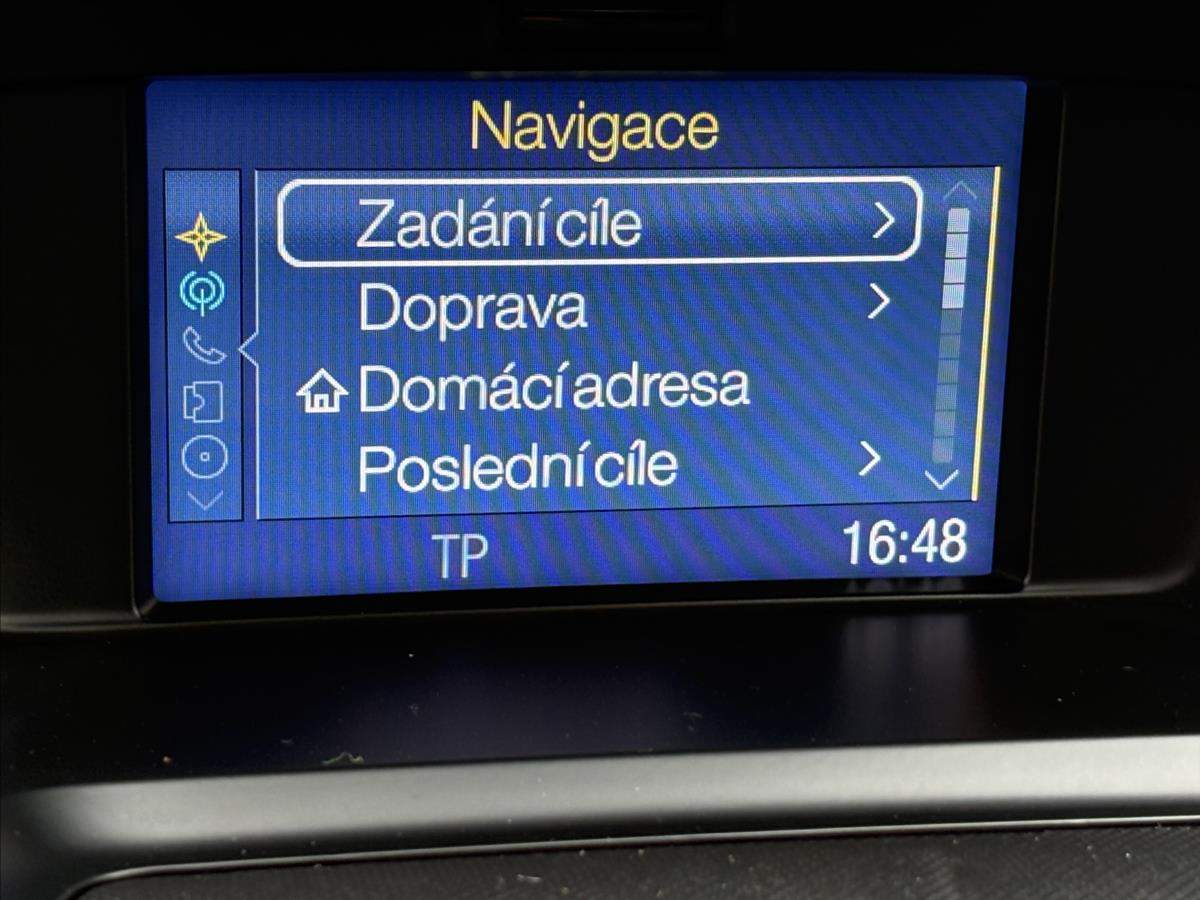 Navigace
Zadání cíle
Doprava
Domácí adresa
Poslední cíle
TP
16:48